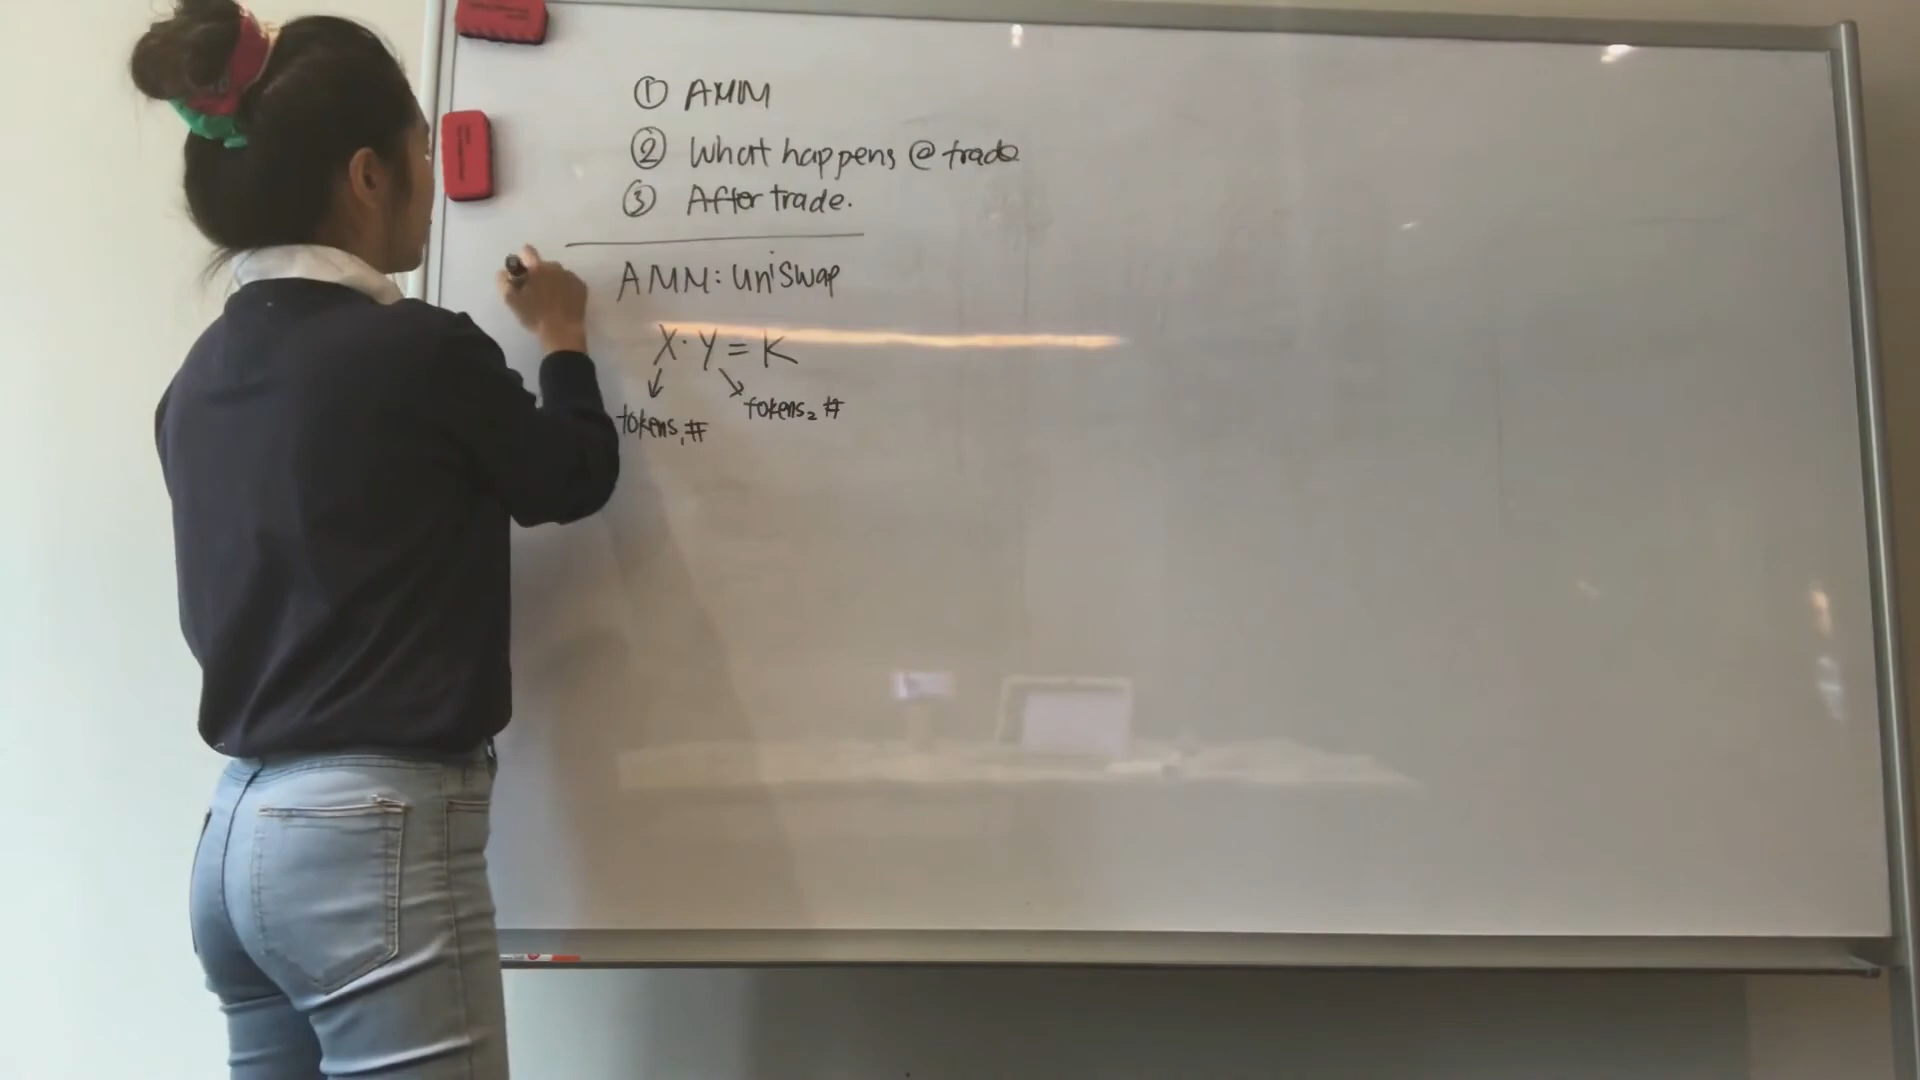 ① AMM
② What happens @ trade
③ After trade.
AMM: Uniswap
X·Y = K
tokens₁# tokens₂#